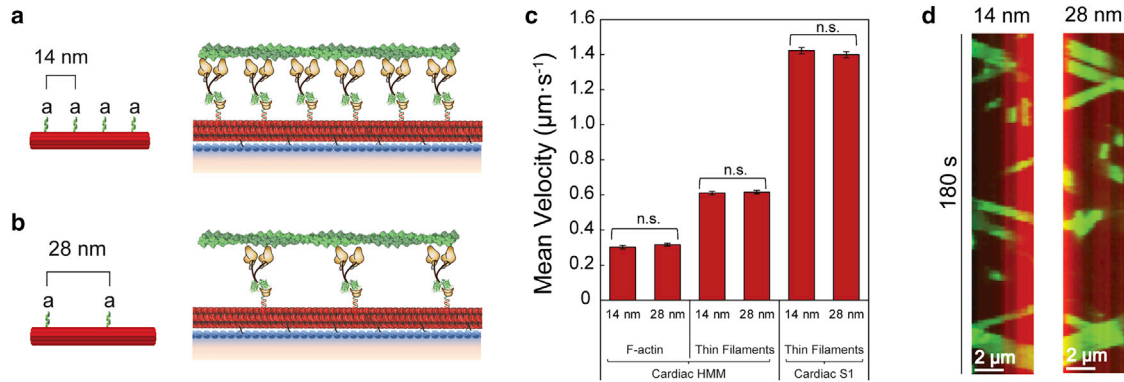 a
14 nm
a a a a
b
28 nm
a a
c
Mean Velocity (µm·s⁻¹)
1.6
1.4
1.2
1.0
0.8
0.6
0.4
0.2
0
n.s.
n.s.
n.s.
14 nm 28 nm 14 nm 28 nm 14 nm 28 nm
F-actin Thin Filaments Thin Filaments
Cardiac HMM Cardiac S1
d
14 nm 28 nm
180 s
2 µm 2 µm